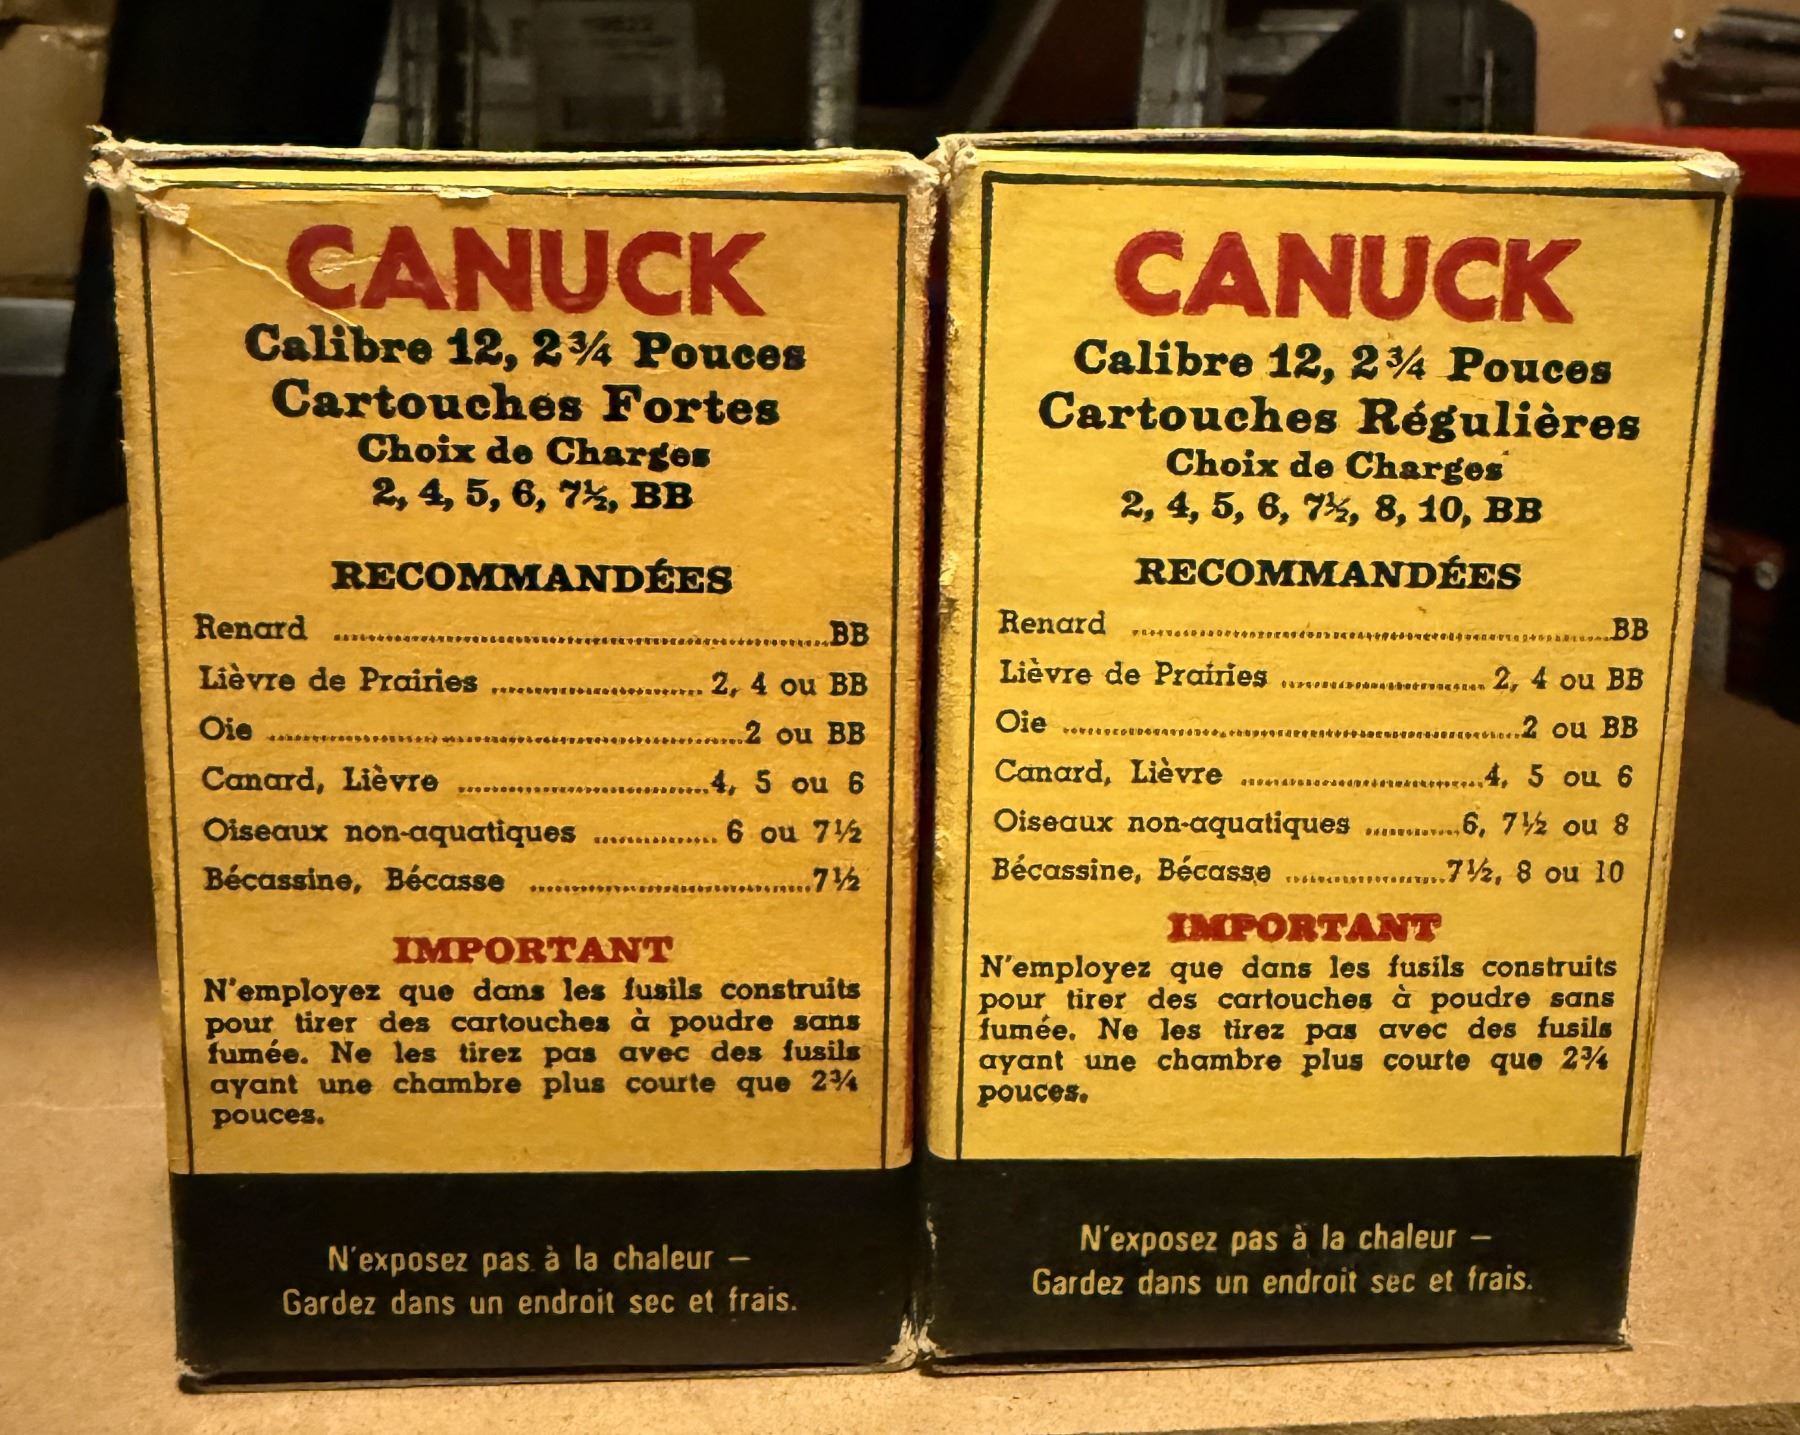 CANUCK
Calibre 12, 2¾ Pouces
Cartouches Fortes
Choix de Charges
2, 4, 5, 6, 7½, BB
RECOMMANDÉES
Renard ........................ BB
Lièvre de Prairies ........................ 2, 4 ou BB
Oie ........................ 2 ou BB
Canard, Lièvre ........................ 4, 5 ou 6
Oiseaux non-aquatiques ............... 6 ou 7½
Bécassine, Bécasse ........................ 7½
IMPORTANT
N'employez que dans les fusils construits
pour tirer des cartouches à poudre sans
fumée. Ne les tirez pas avec des fusils
ayant une chambre plus courte que 2¾
pouces.
N'exposez pas à la chaleur —
Gardez dans un endroit sec et frais.
CANUCK
Calibre 12, 2¾ Pouces
Cartouches Régulières
Choix de Charges
2, 4, 5, 6, 7½, 8, 10, BB
RECOMMANDÉES
Renard ........................ BB
Lièvre de Prairies ........................ 2, 4 ou BB
Oie ........................ 2 ou BB
Canard, Lièvre ........................ 4, 5 ou 6
Oiseaux non-aquatiques ............ 6, 7½ ou 8
Bécassine, Bécasse .................. 7½, 8 ou 10
IMPORTANT
N'employez que dans les fusils construits
pour tirer des cartouches à poudre sans
fumée. Ne les tirez pas avec des fusils
ayant une chambre plus courte que 2¾
pouces.
N'exposez pas à la chaleur —
Gardez dans un endroit sec et frais.